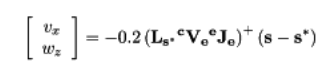 [ v_x
w_z ] = −0.2 (L_{s*} ^cV_e ^eJ_e)^+ (s − s*)